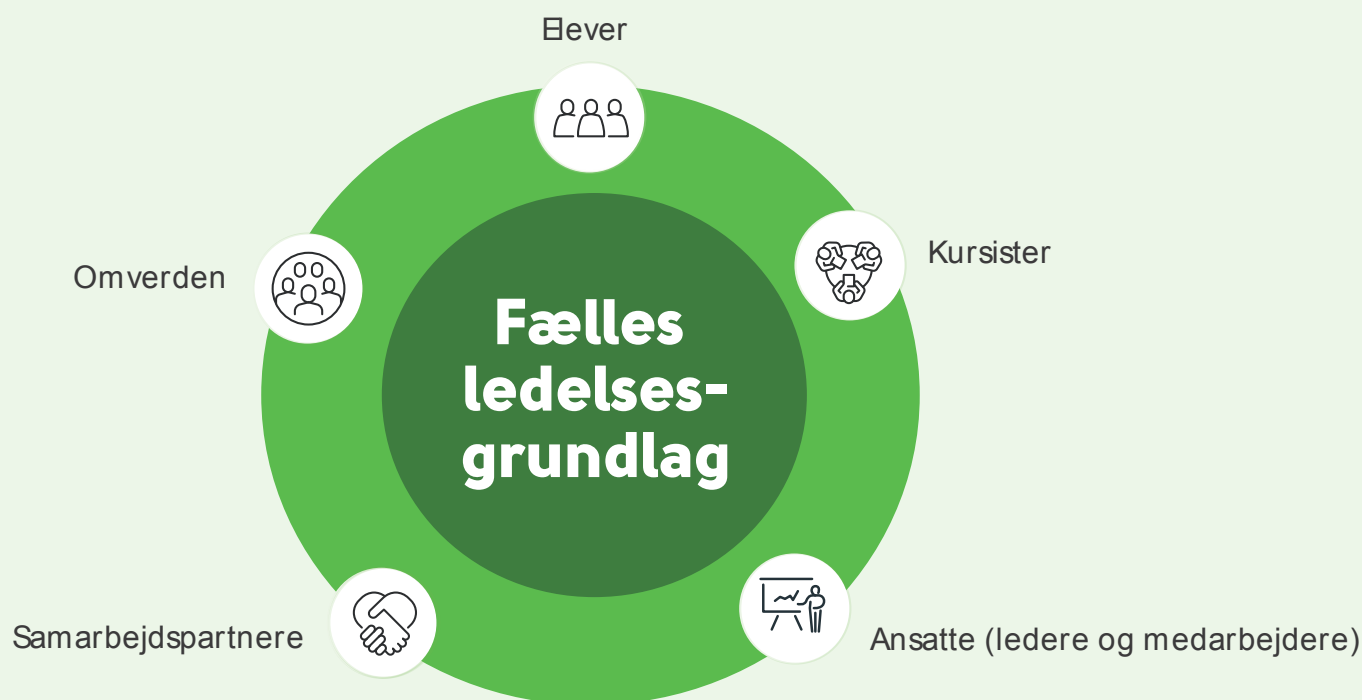 Elever
Kursister
Omverden
Fælles
ledelses-
grundlag
Samarbejdspartnere
Ansatte (ledere og medarbejdere)